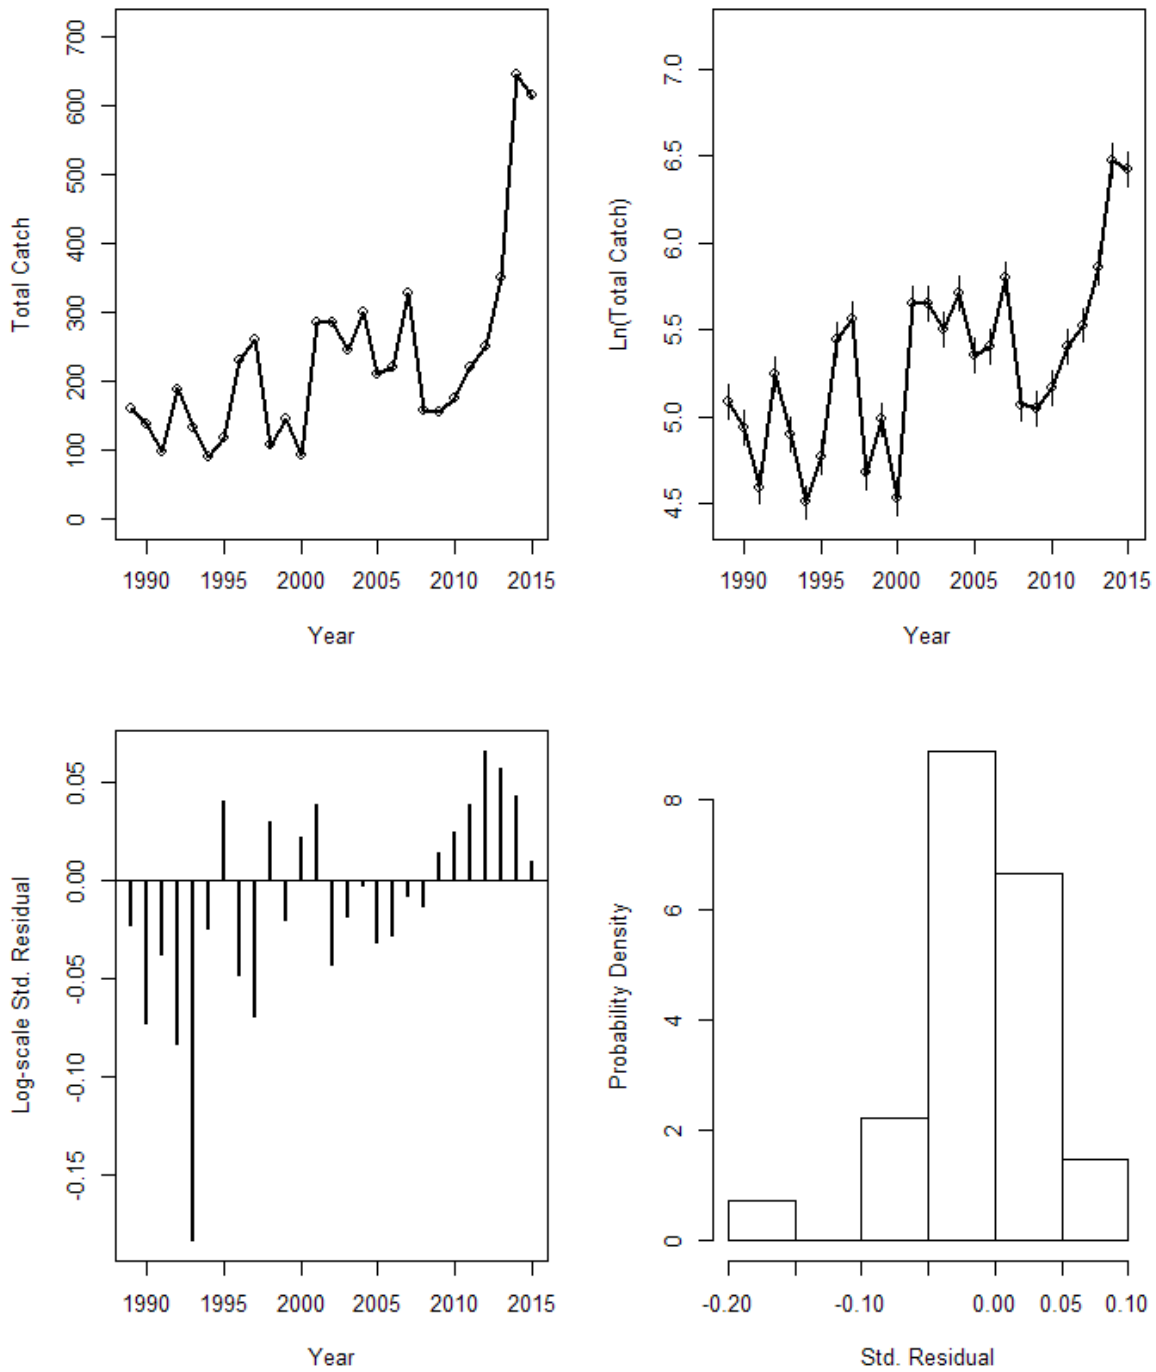 Total Catch
700
600
500
400
300
200
100
0
1990 1995 2000 2005 2010 2015
Year
Ln(Total Catch)
7.0
6.5
6.0
5.5
5.0
4.5
1990 1995 2000 2005 2010 2015
Year
Log-scale Std. Residual
0.05
0.00
-0.05
-0.10
-0.15
1990 1995 2000 2005 2010 2015
Year
Probability Density
8
6
4
2
0
-0.20 -0.10 0.00 0.05 0.10
Std. Residual